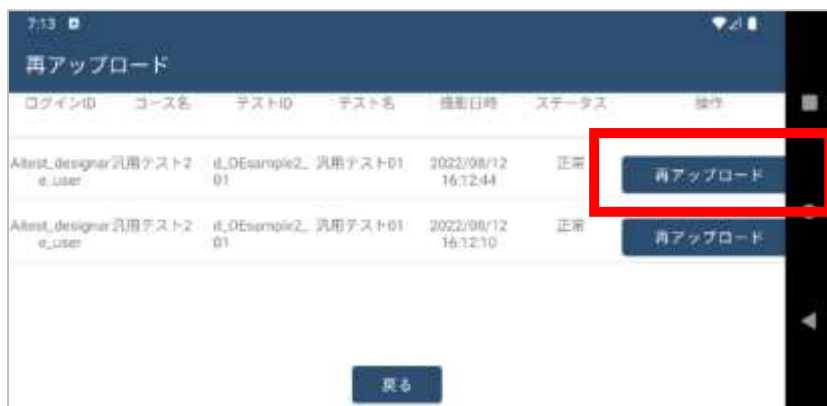 7:13
再アップロード
ログインID コース名 テストID テスト名 撮影日時 ステータス 操作
Aitest_designar 汎用テスト2 d_OEsample2_ 汎用テスト01 2022/08/12 正常 再アップロード
e_user 01 16:12:44
Aitest_designar 汎用テスト2 d_OEsample2_ 汎用テスト01 2022/08/12 正常 再アップロード
e_user 01 16:12:10
戻る